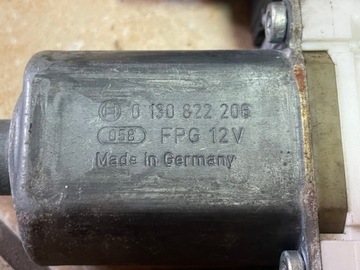 0 130 822 206
058 FPG 12V
Made in Germany